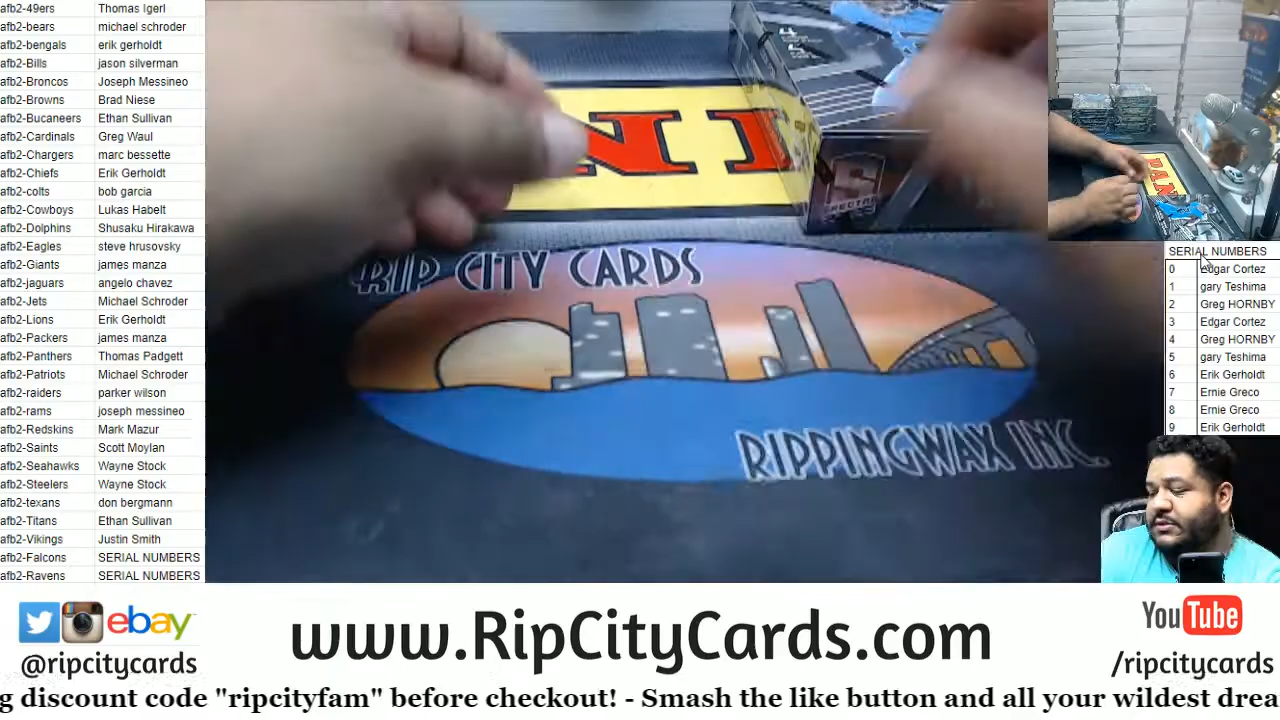 afb2-49ers Thomas Igerl
afb2-bears michael schroder
afb2-bengals erik gerholdt
afb2-Bills jason silverman
afb2-Broncos Joseph Messineo
afb2-Browns Brad Niese
afb2-Bucaneers Ethan Sullivan
afb2-Cardinals Greg Waul
afb2-Chargers marc bessette
afb2-Chiefs Erik Gerholdt
afb2-colts bob garcia
afb2-Cowboys Lukas Habelt
afb2-Dolphins Shusaku Hirakawa
afb2-Eagles steve hrusovsky
afb2-Giants james manza
afb2-jaguars angelo chavez
afb2-Jets Michael Schroder
afb2-Lions Erik Gerholdt
afb2-Packers james manza
afb2-Panthers Thomas Padgett
afb2-Patriots Michael Schroder
afb2-raiders parker wilson
afb2-rams joseph messineo
afb2-Redskins Mark Mazur
afb2-Saints Scott Moylan
afb2-Seahawks Wayne Stock
afb2-Steelers Wayne Stock
afb2-texans don bergmann
afb2-Titans Ethan Sullivan
afb2-Vikings Justin Smith
afb2-Falcons SERIAL NUMBERS
afb2-Ravens SERIAL NUMBERS
RIP CITY CARDS
RIPPINGWAX INC.
SPECTRA
PANI
SERIAL NUMBERS
0 Edgar Cortez
1 gary Teshima
2 Greg HORNBY
3 Edgar Cortez
4 Greg HORNBY
5 gary Teshima
6 Erik Gerholdt
7 Ernie Greco
8 Ernie Greco
9 Erik Gerholdt
ebay
@ripcitycards
www.RipCityCards.com
YouTube
/ripcitycards
g discount code "ripcityfam" before checkout! - Smash the like button and all your wildest drea